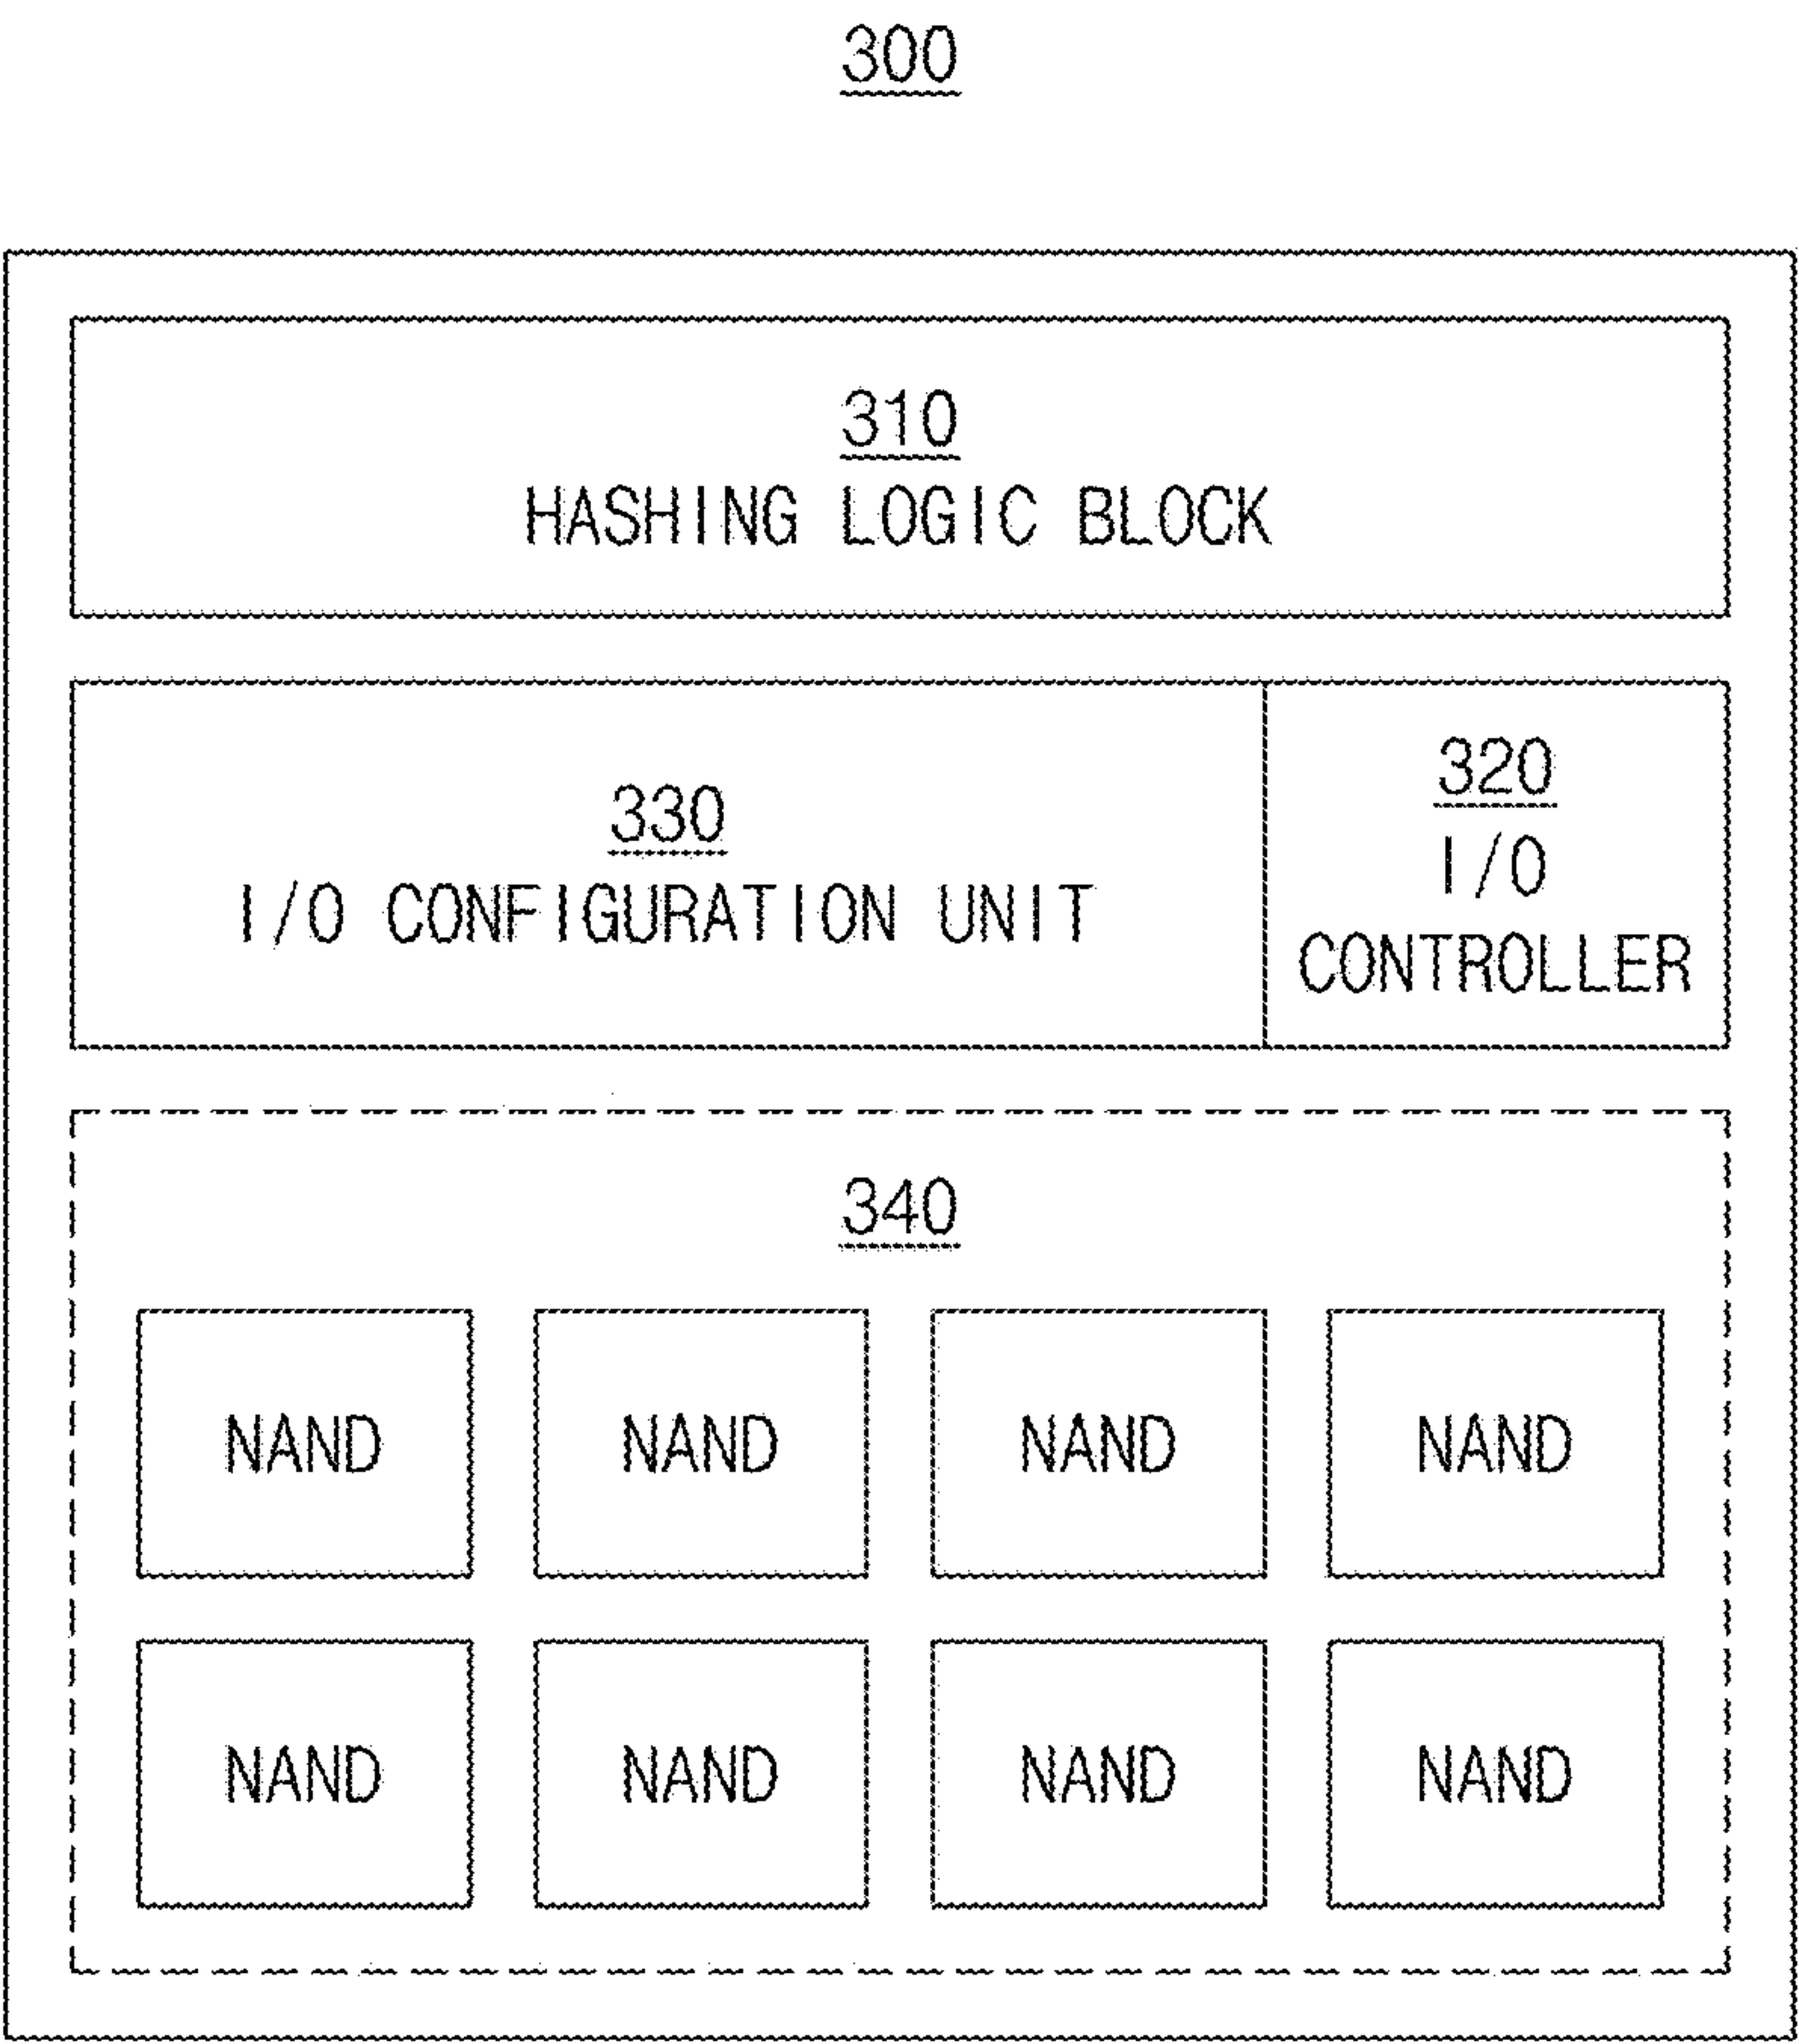 300
310
HASHING LOGIC BLOCK
330
I/O CONFIGURATION UNIT
320
I/O
CONTROLLER
340
NAND NAND NAND NAND
NAND NAND NAND NAND